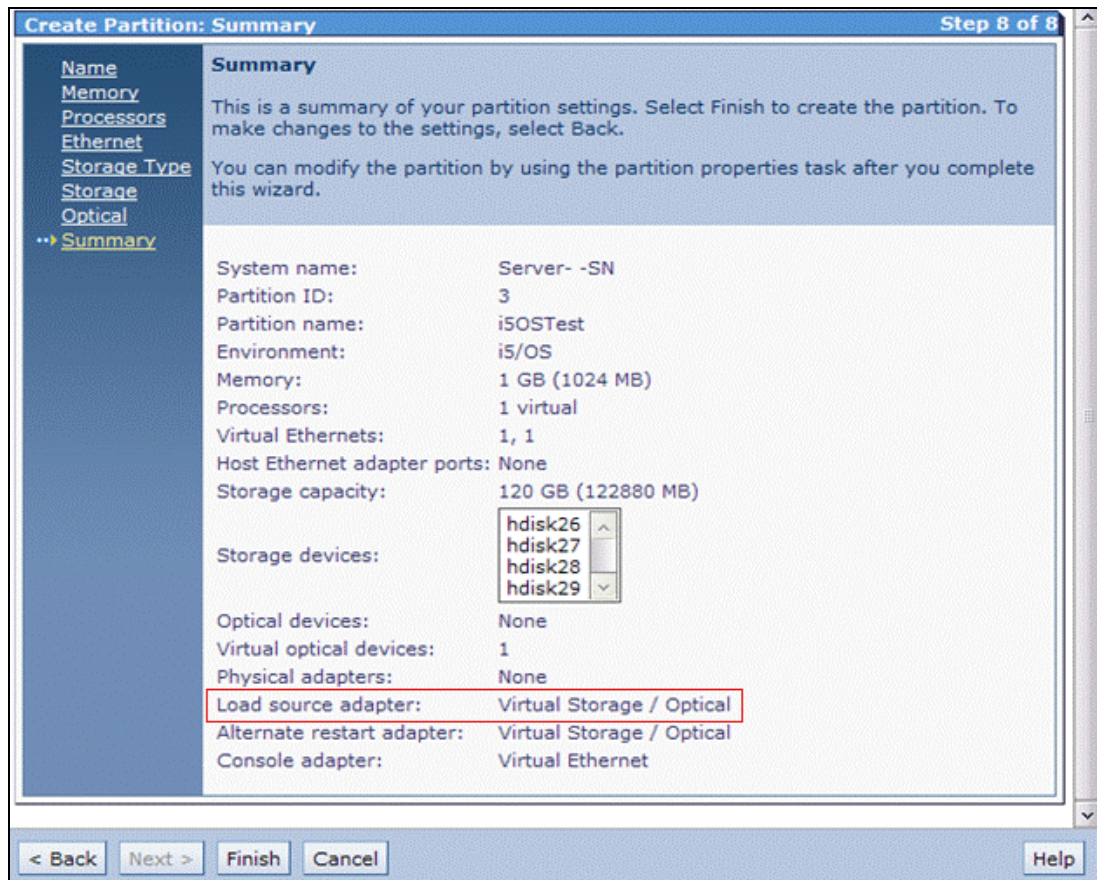 Create Partition: Summary Step 8 of 8
Name
Memory
Processors
Ethernet
Storage Type
Storage
Optical
Summary
Summary
This is a summary of your partition settings. Select Finish to create the partition. To
make changes to the settings, select Back.
You can modify the partition by using the partition properties task after you complete
this wizard.
System name: Server- -SN
Partition ID: 3
Partition name: i5OSTest
Environment: i5/OS
Memory: 1 GB (1024 MB)
Processors: 1 virtual
Virtual Ethernets: 1, 1
Host Ethernet adapter ports: None
Storage capacity: 120 GB (122880 MB)
Storage devices:
hdisk26
hdisk27
hdisk28
hdisk29
Optical devices: None
Virtual optical devices: 1
Physical adapters: None
Load source adapter: Virtual Storage / Optical
Alternate restart adapter: Virtual Storage / Optical
Console adapter: Virtual Ethernet
< Back Next > Finish Cancel Help